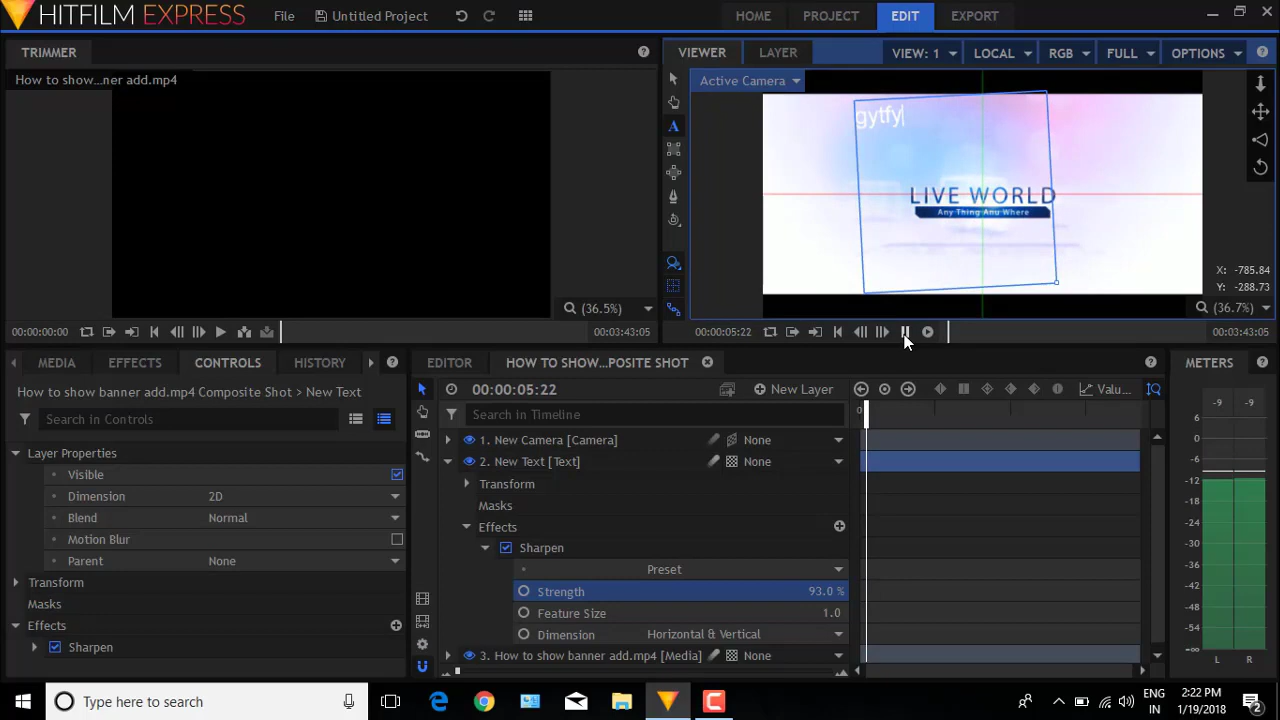 HITFILM EXPRESS File Untitled Project HOME PROJECT EDIT EXPORT
TRIMMER
How to show...ner add.mp4
(36.5%)
00:00:00:00 00:03:43:05
VIEWER LAYER VIEW: 1 LOCAL RGB FULL OPTIONS
Active Camera
gytfy
LIVE WORLD
Any Thing Anu Where
X: -785.84
Y: -288.73
(36.7%)
00:00:05:22 00:03:43:05
MEDIA EFFECTS CONTROLS HISTORY
How to show banner add.mp4 Composite Shot > New Text
Search in Controls
Layer Properties
Visible
Dimension 2D
Blend Normal
Motion Blur
Parent None
Transform
Masks
Effects
Sharpen
EDITOR HOW TO SHOW...POSITE SHOT
00:00:05:22 New Layer Valu...
Search in Timeline 0
1. New Camera [Camera] None
2. New Text [Text] None
Transform
Masks
Effects
Sharpen
Preset
Strength 93.0 %
Feature Size 1.0
Dimension Horizontal & Vertical
3. How to show banner add.mp4 [Media] None
METERS
-9 -9
6
0
-6
-12
-18
-24
-30
-36
-42
-48
-54
-∞
L R
Type here to search
ENG
IN
2:22 PM
1/19/2018
2